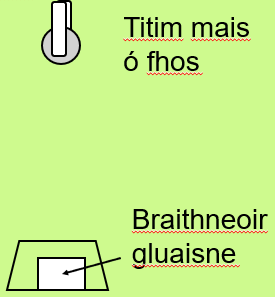 Titim mais
ó fhos
Braithneoir
gluaisne